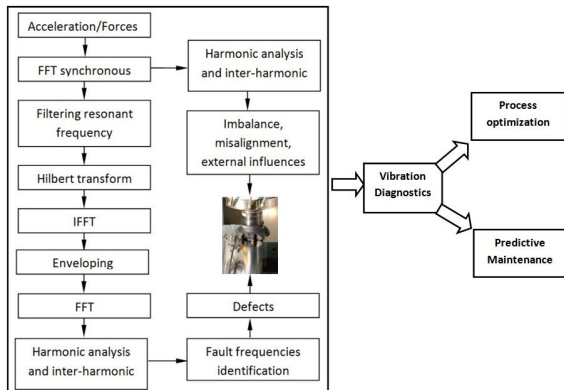 Acceleration/Forces
FFT synchronous
Filtering resonant
frequency
Hilbert transform
IFFT
Enveloping
FFT
Harmonic analysis
and inter-harmonic
Harmonic analysis
and inter-harmonic
Imbalance,
misalignment,
external influences
Defects
Fault frequencies
identification
Vibration
Diagnostics
Process
optimization
Predictive
Maintenance